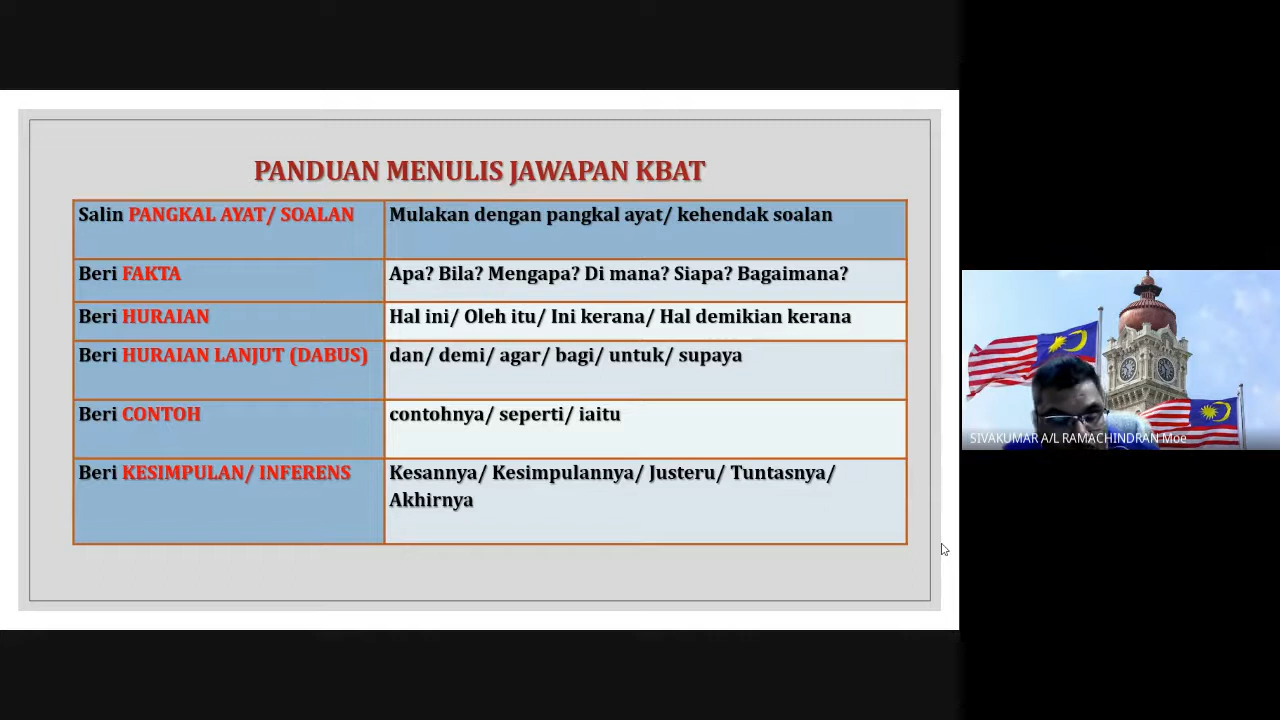 PANDUAN MENULIS JAWAPAN KBAT
Salin PANGKAL AYAT/ SOALAN
Mulakan dengan pangkal ayat/ kehendak soalan
Beri FAKTA
Apa? Bila? Mengapa? Di mana? Siapa? Bagaimana?
Beri HURAIAN
Hal ini/ Oleh itu/ Ini kerana/ Hal demikian kerana
Beri HURAIAN LANJUT (DABUS)
dan/ demi/ agar/ bagi/ untuk/ supaya
Beri CONTOH
contohnya/ seperti/ iaitu
Beri KESIMPULAN/ INFERENS
Kesannya/ Kesimpulannya/ Justeru/ Tuntasnya/
Akhirnya
SIVAKUMAR A/L RAMACHINDRAN Moe